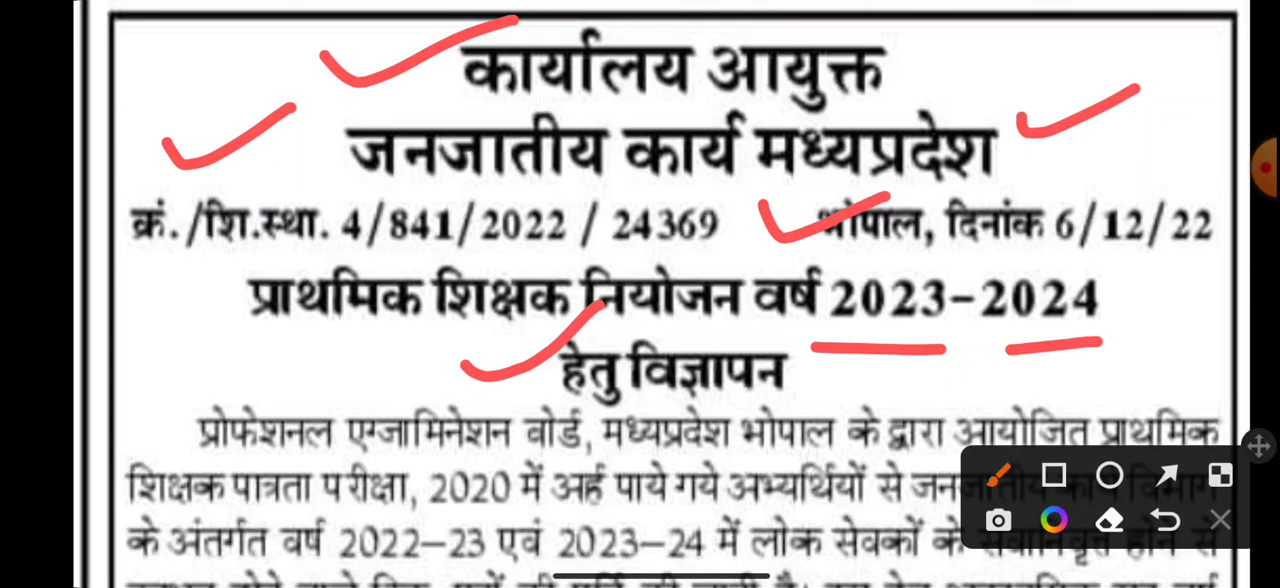 कार्यालय आयुक्त
जनजातीय कार्य मध्यप्रदेश
क्रं./शि.स्था. 4/841/2022 / 24369 भोपाल, दिनांक 6/12/22
प्राथमिक शिक्षक नियोजन वर्ष 2023-2024
हेतु विज्ञापन
प्रोफेशनल एग्जामिनेशन बोर्ड, मध्यप्रदेश भोपाल के द्वारा आयोजित प्राथमिक
शिक्षक पात्रता परीक्षा, 2020 में अर्ह पाये गये अभ्यर्थियों से जनजातीय कार्य विभाग
के अंतर्गत वर्ष 2022-23 एवं 2023-24 में लोक सेवकों के सेवानिवृत्त होने से